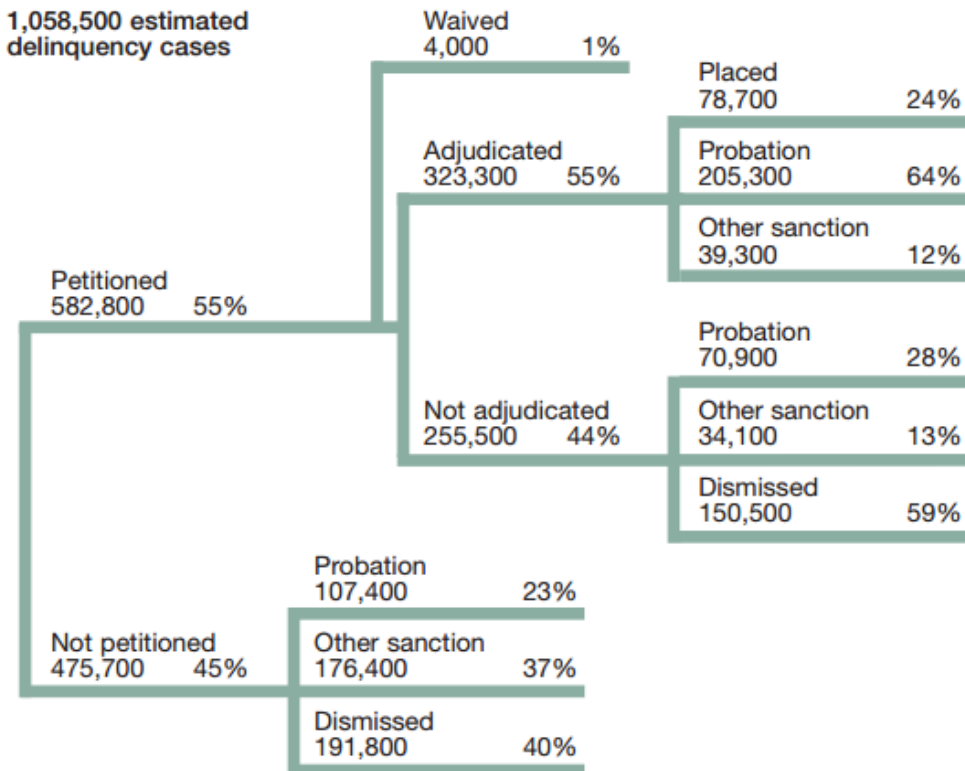 1,058,500 estimated
delinquency cases
Waived
4,000 1%
Placed
78,700 24%
Adjudicated
323,300 55%
Probation
205,300 64%
Other sanction
39,300 12%
Petitioned
582,800 55%
Probation
70,900 28%
Not adjudicated
255,500 44%
Other sanction
34,100 13%
Dismissed
150,500 59%
Probation
107,400 23%
Not petitioned
475,700 45%
Other sanction
176,400 37%
Dismissed
191,800 40%